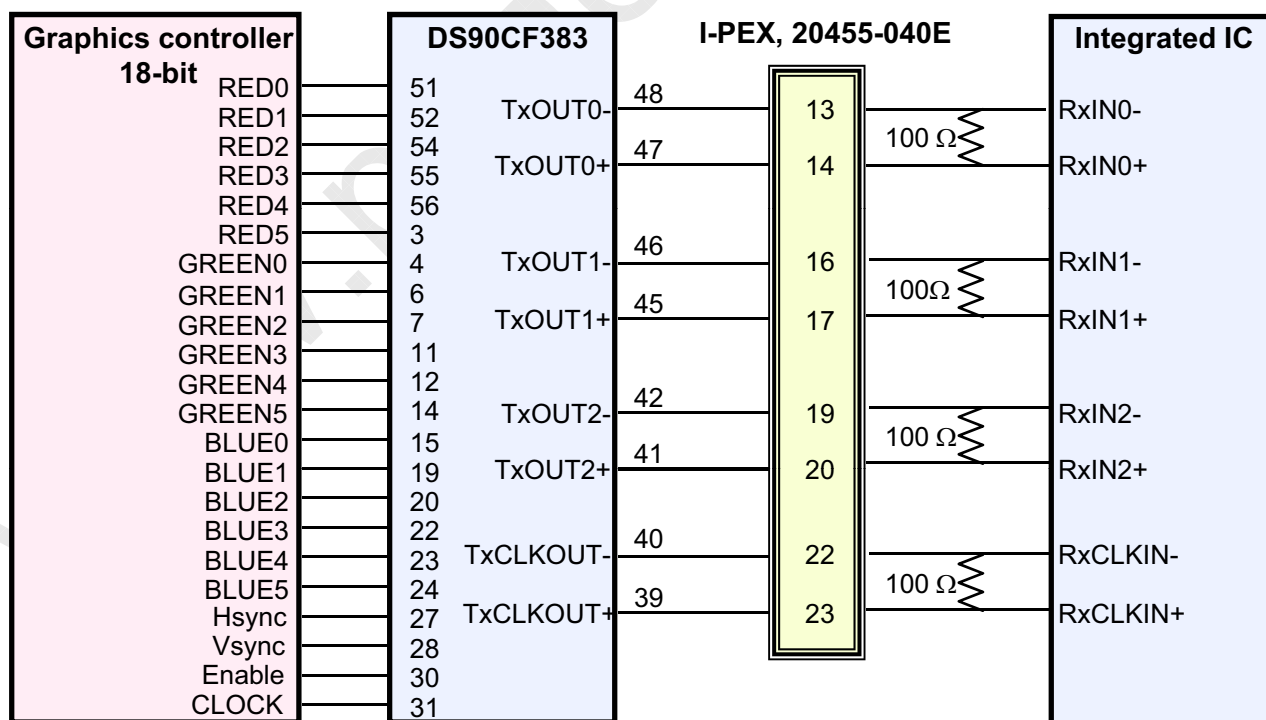 Graphics controller
18-bit
RED0
RED1
RED2
RED3
RED4
RED5
GREEN0
GREEN1
GREEN2
GREEN3
GREEN4
GREEN5
BLUE0
BLUE1
BLUE2
BLUE3
BLUE4
BLUE5
Hsync
Vsync
Enable
CLOCK
DS90CF383
51
52
54
55
56
3
4
6
7
11
12
14
15
19
20
22
23
24
27
28
30
31
TxOUT0-
TxOUT0+
TxOUT1-
TxOUT1+
TxOUT2-
TxOUT2+
TxCLKOUT-
TxCLKOUT+
48
47
46
45
42
41
40
39
I-PEX, 20455-040E
13
14
16
17
19
20
22
23
100 Ω
100Ω
100 Ω
100 Ω
Integrated IC
RxIN0-
RxIN0+
RxIN1-
RxIN1+
RxIN2-
RxIN2+
RxCLKIN-
RxCLKIN+